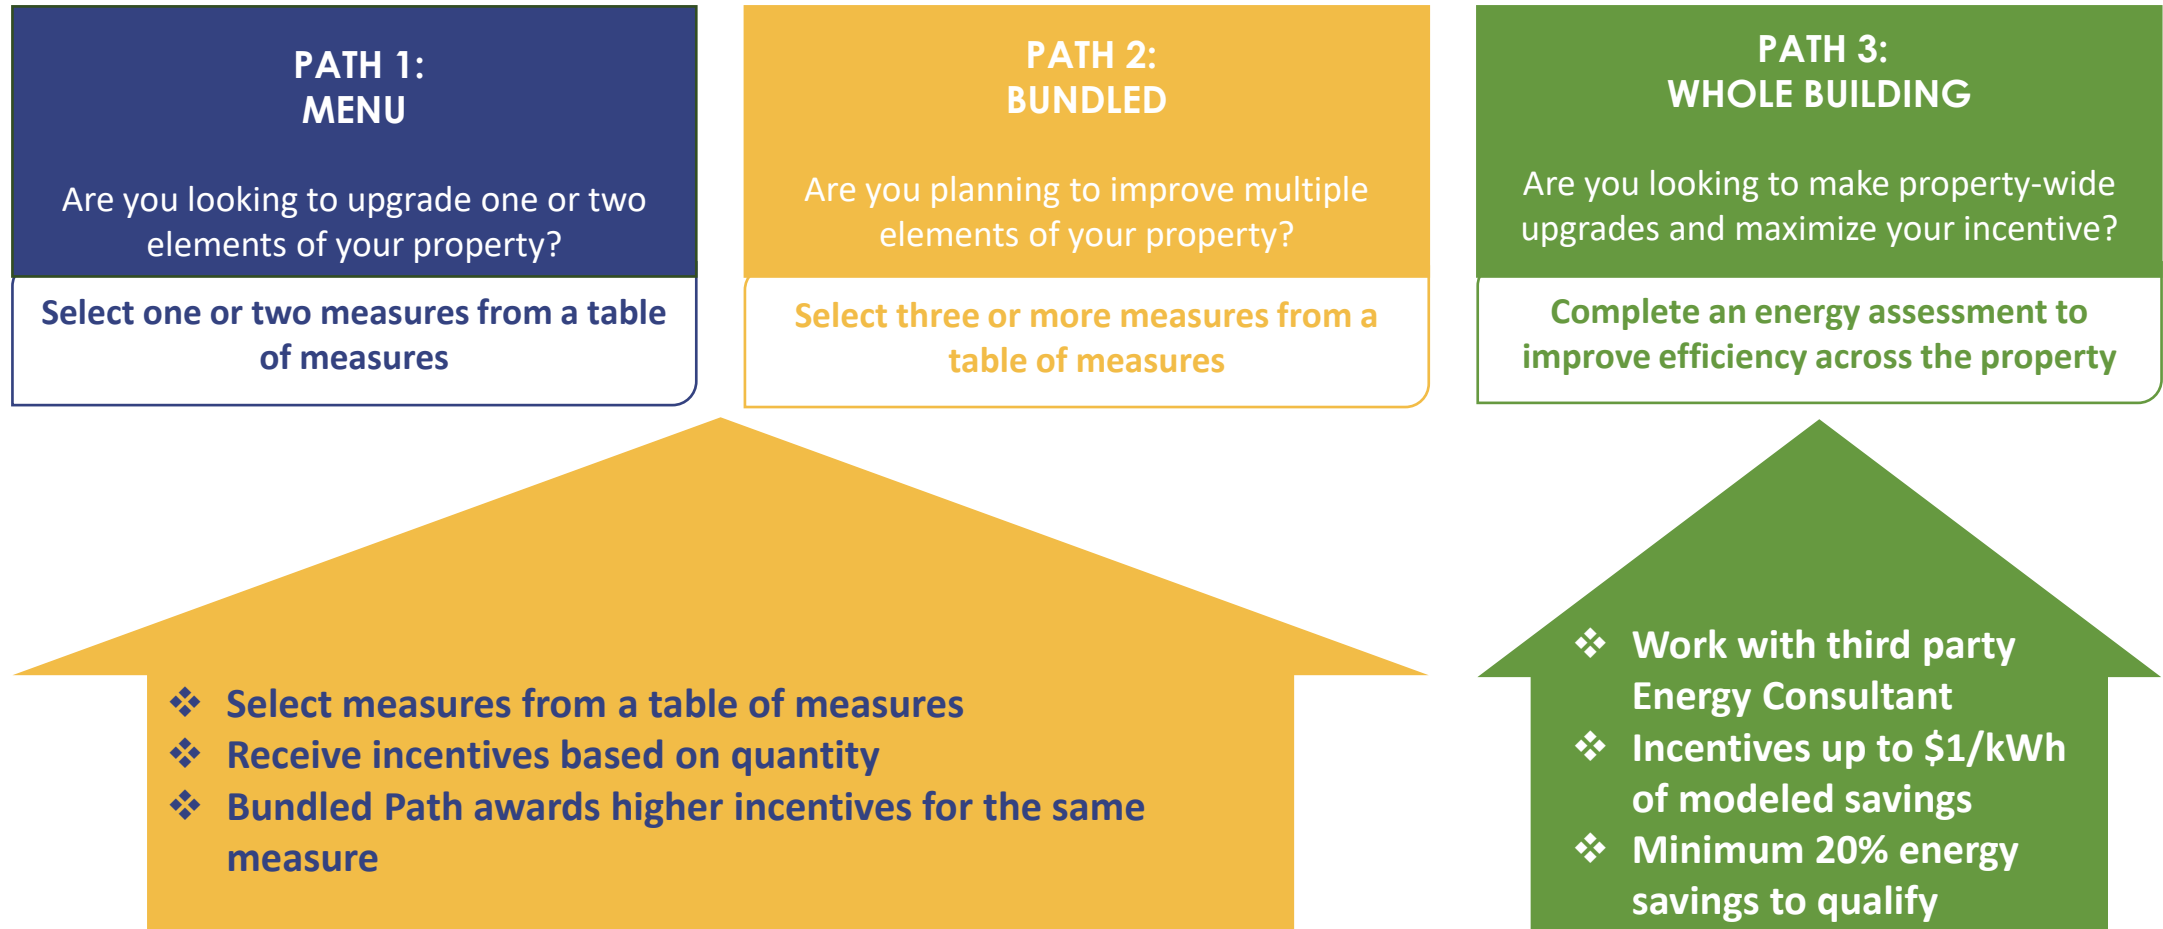 PATH 1:
MENU
Are you looking to upgrade one or two
elements of your property?
Select one or two measures from a table
of measures
PATH 2:
BUNDLED
Are you planning to improve multiple
elements of your property?
Select three or more measures from a
table of measures
PATH 3:
WHOLE BUILDING
Are you looking to make property-wide
upgrades and maximize your incentive?
Complete an energy assessment to
improve efficiency across the property
❖ Select measures from a table of measures
❖ Receive incentives based on quantity
❖ Bundled Path awards higher incentives for the same
measure
❖ Work with third party
Energy Consultant
❖ Incentives up to $1/kWh
of modeled savings
❖ Minimum 20% energy
savings to qualify